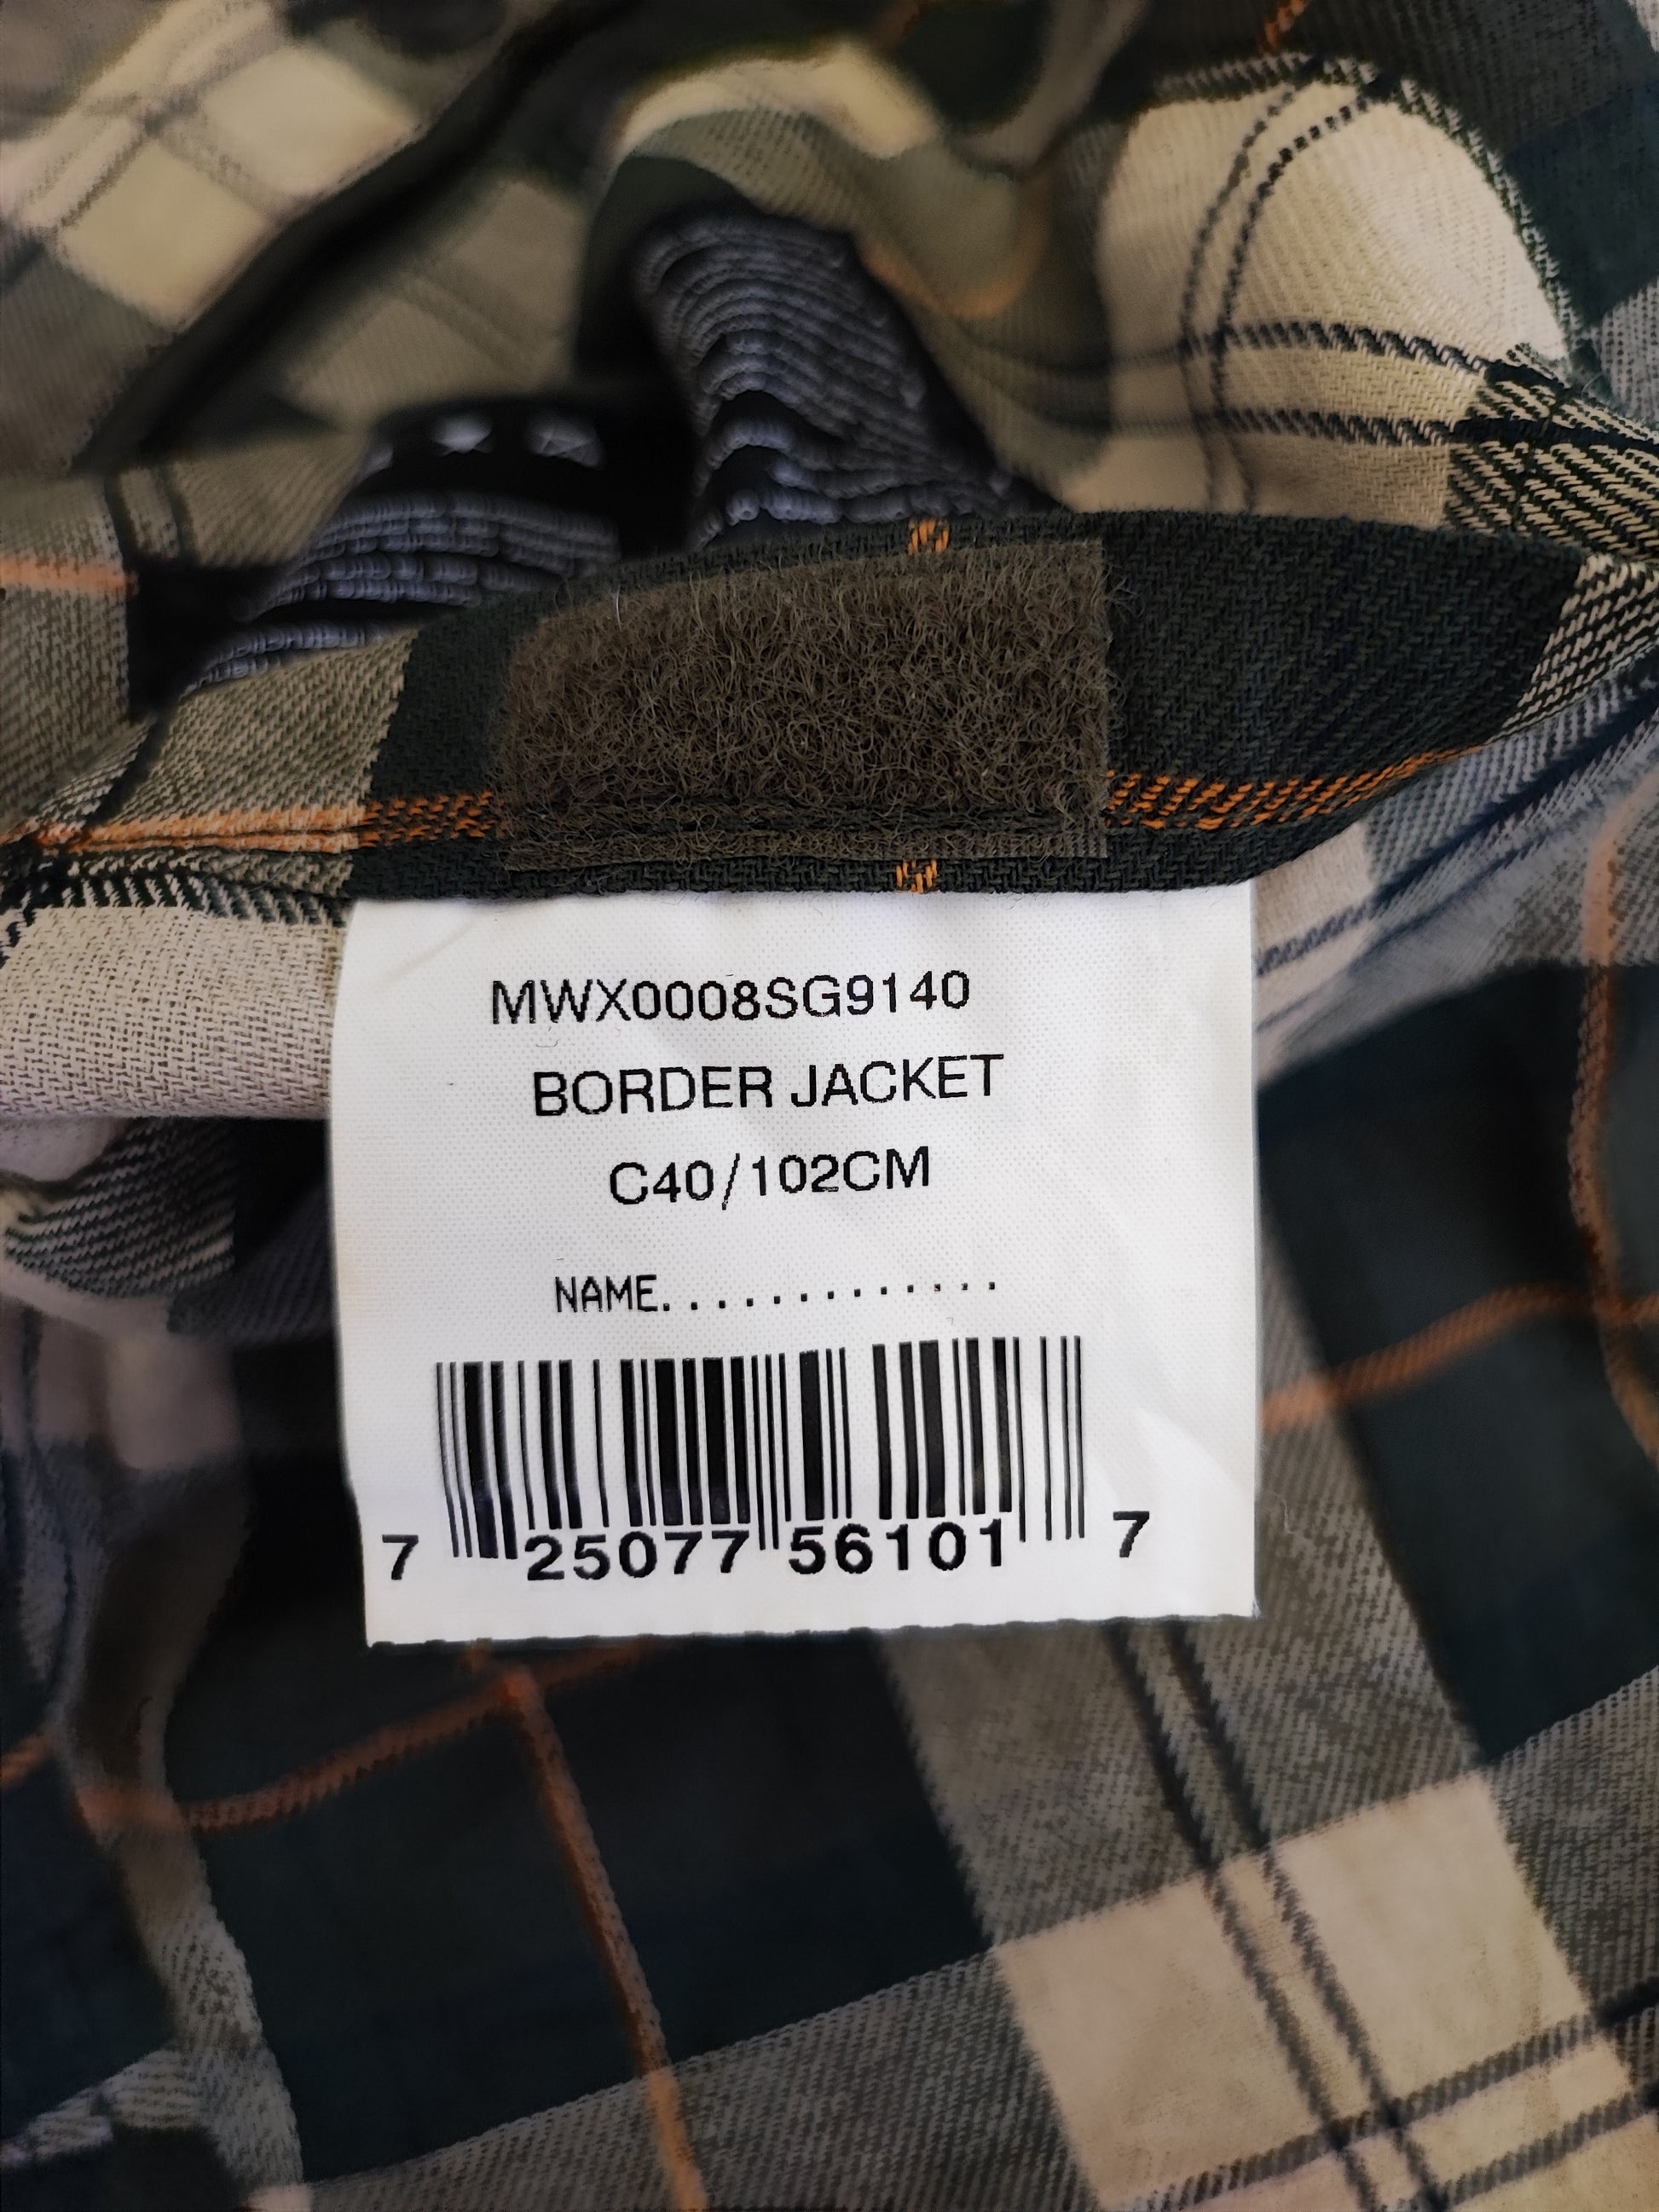 MWX0008SG9140
BORDER JACKET
C40/102CM
NAME.............
7 25077 56101 7